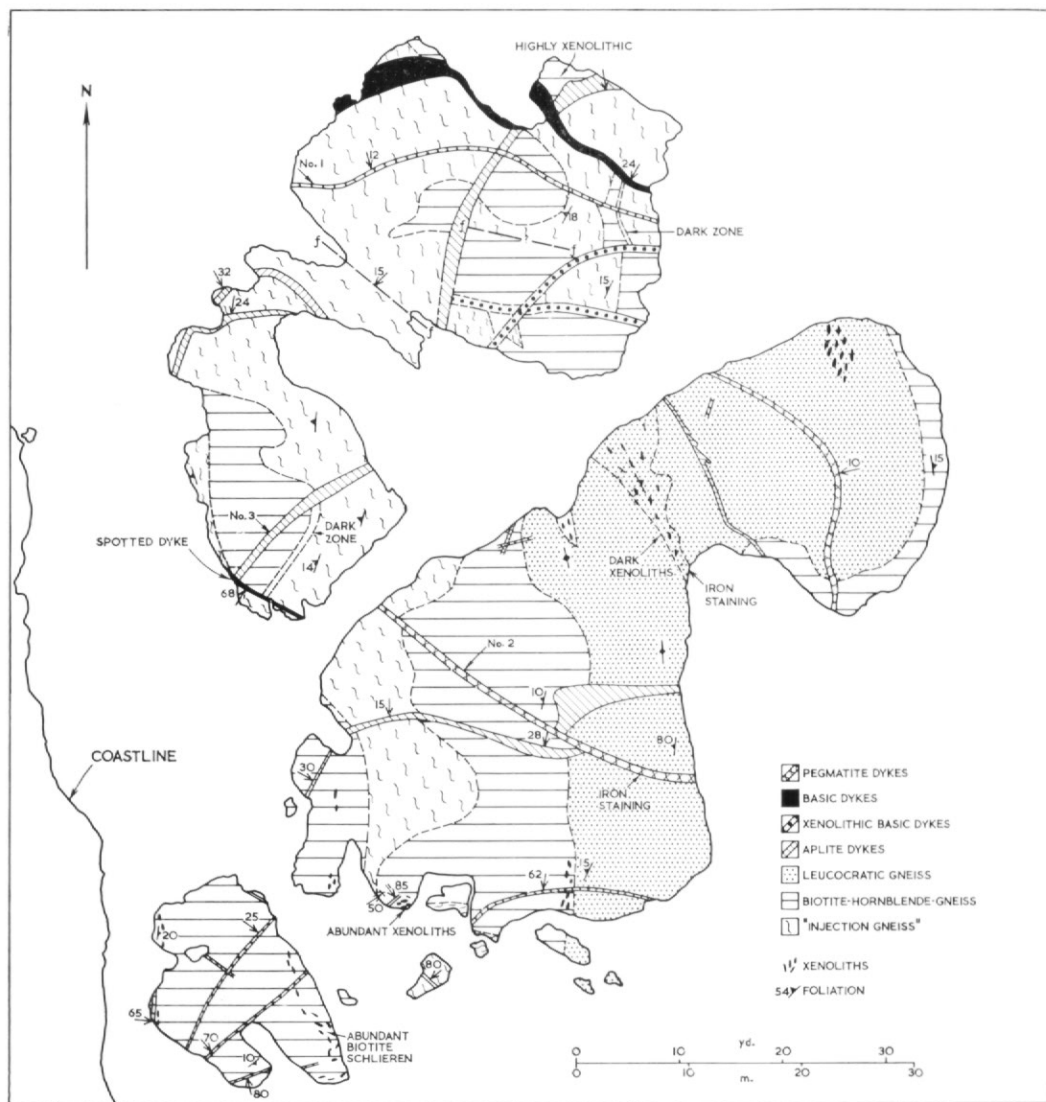 HIGHLY XENOLITHIC
N
No. 1
12
24
18
DARK ZONE
f
f
15
15
32
24
No. 3
DARK
ZONE
SPOTTED DYKE
14
68
10
15
DARK
XENOLITHS
IRON
STAINING
No. 2
10
15
28
80
COASTLINE
30
IRON
STAINING
PEGMATITE DYKES
BASIC DYKES
XENOLITHIC BASIC DYKES
APLITE DYKES
LEUCOCRATIC GNEISS
BIOTITE-HORNBLENDE-GNEISS
"INJECTION GNEISS"
XENOLITHS
54 FOLIATION
62
15
85
50
ABUNDANT XENOLITHS
25
20
80
65
70
10
80
ABUNDANT
BIOTITE
SCHLIEREN
0 yd. 10 20 30
0 m. 10 20 30